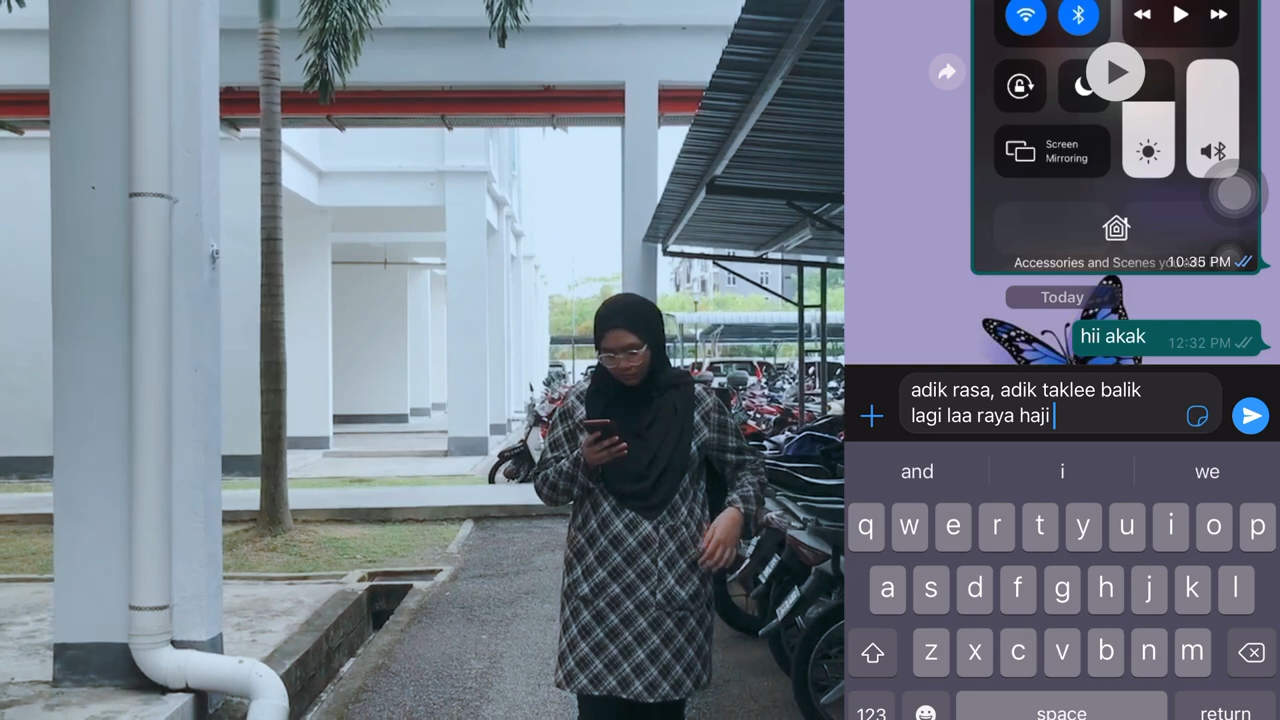 Screen
Mirroring
Accessories and Scenes yo
10:35 PM
Today
hii akak
12:32 PM
adik rasa, adik taklee balik
lagi laa raya haji
and i we
q w e r t y u i o p
a s d f g h j k l
z x c v b n m
123 space return